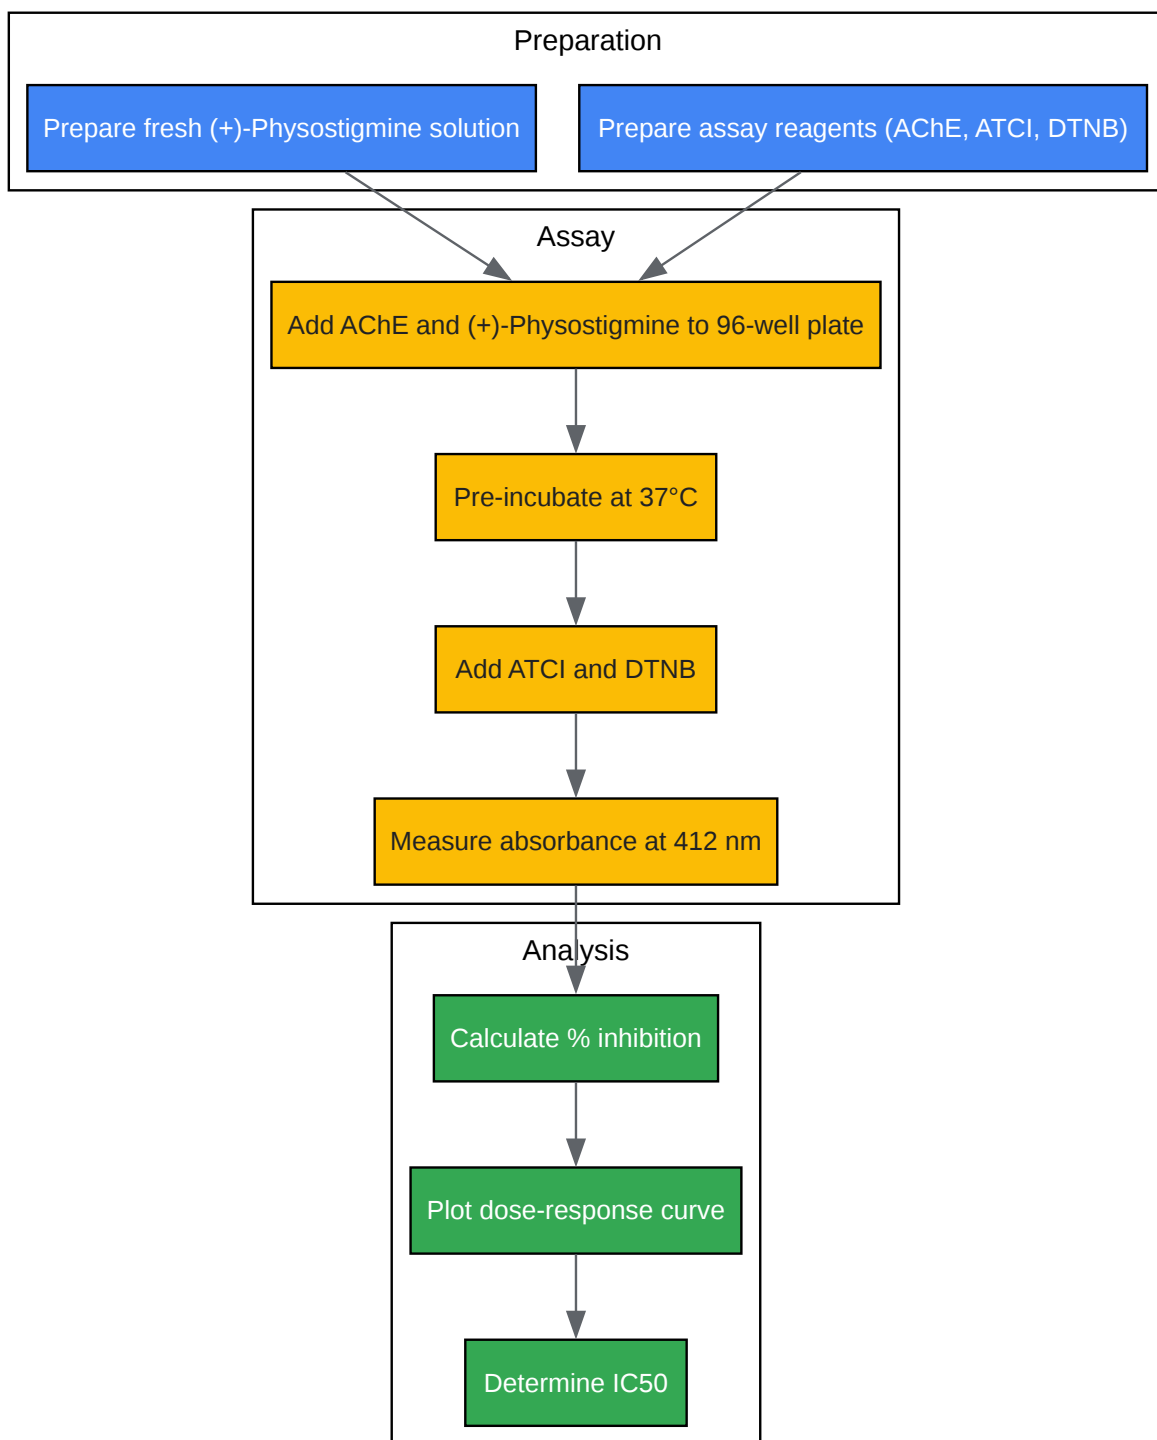 Preparation
Prepare fresh (+)-Physostigmine solution
Prepare assay reagents (AChE, ATCI, DTNB)
Assay
Add AChE and (+)-Physostigmine to 96-well plate
Pre-incubate at 37°C
Add ATCI and DTNB
Measure absorbance at 412 nm
Analysis
Calculate % inhibition
Plot dose-response curve
Determine IC50